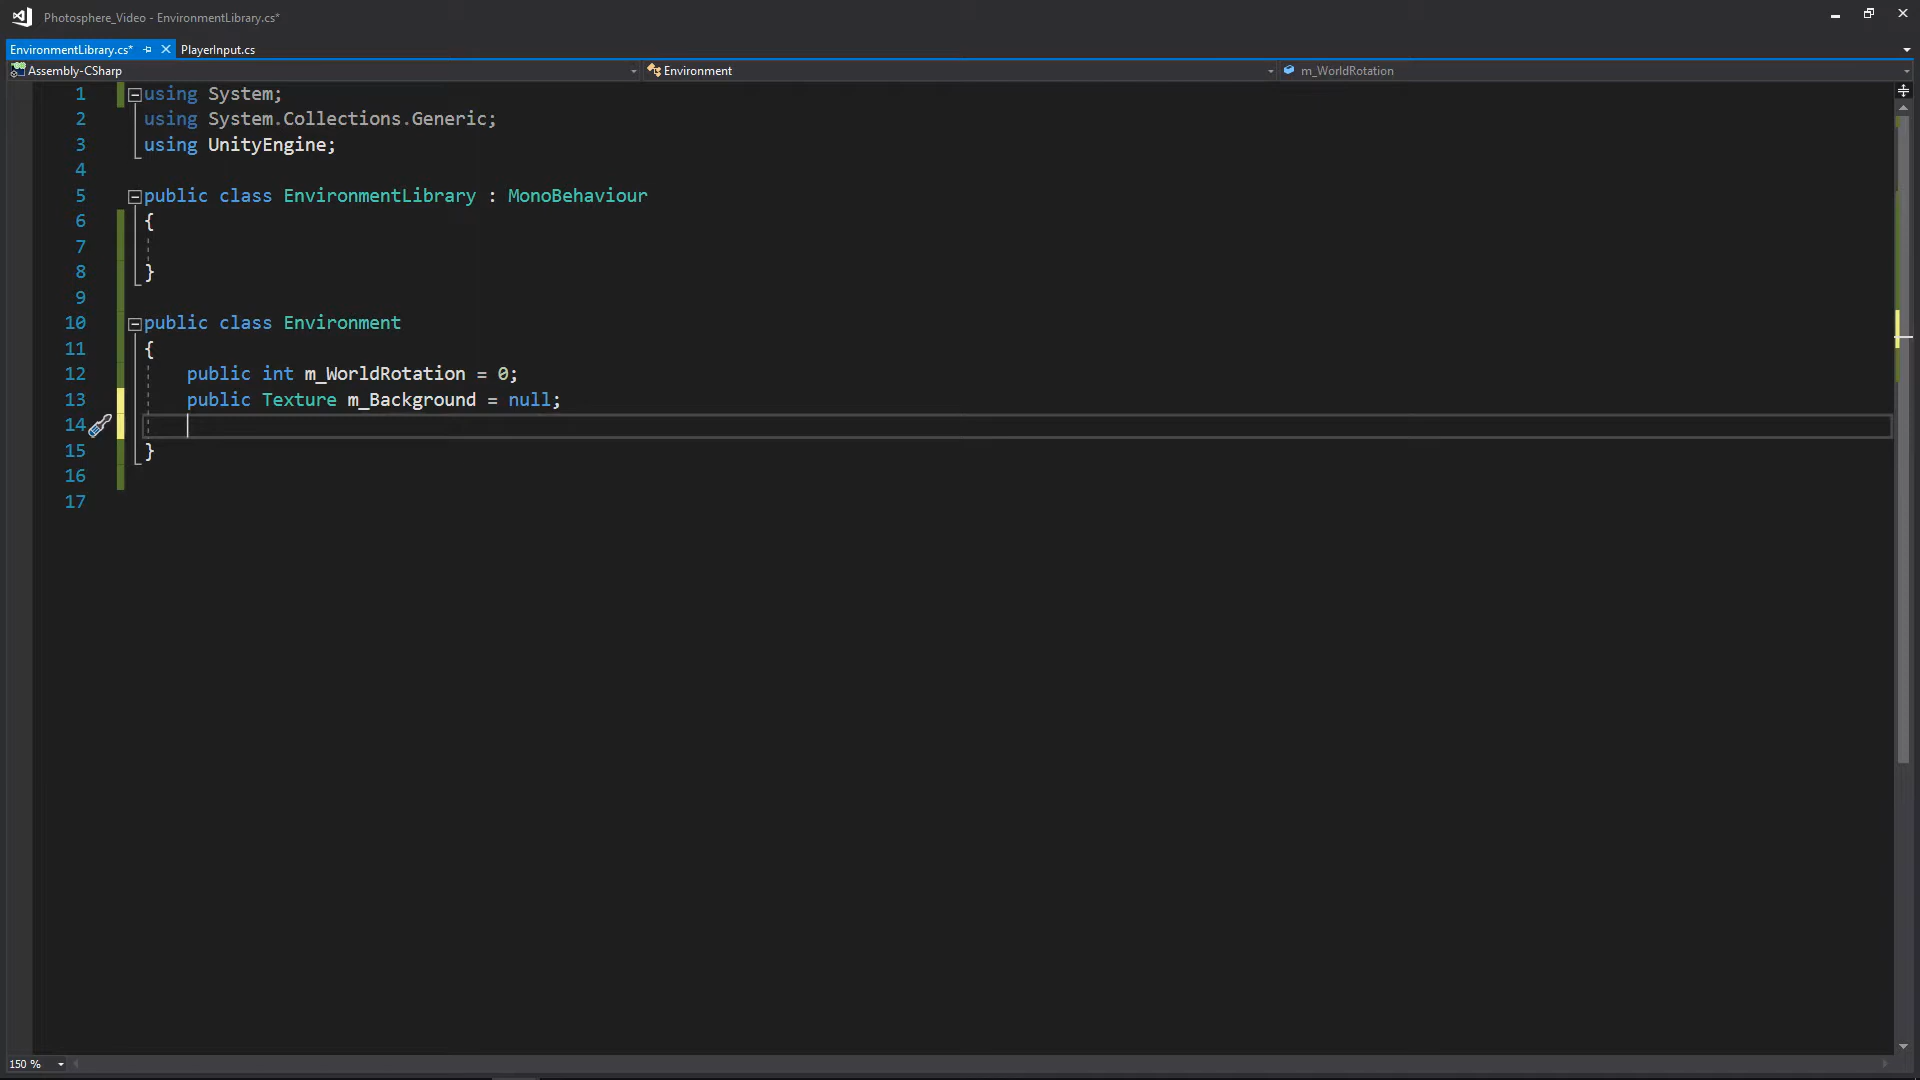 Photosphere_Video - EnvironmentLibrary.cs*
EnvironmentLibrary.cs* PlayerInput.cs
Assembly-CSharp Environment m_WorldRotation
1 using System;
2 using System.Collections.Generic;
3 using UnityEngine;
4
5 public class EnvironmentLibrary : MonoBehaviour
6 {
7
8 }
9
10 public class Environment
11 {
12 public int m_WorldRotation = 0;
13 public Texture m_Background = null;
14
15 }
16
17
150 %